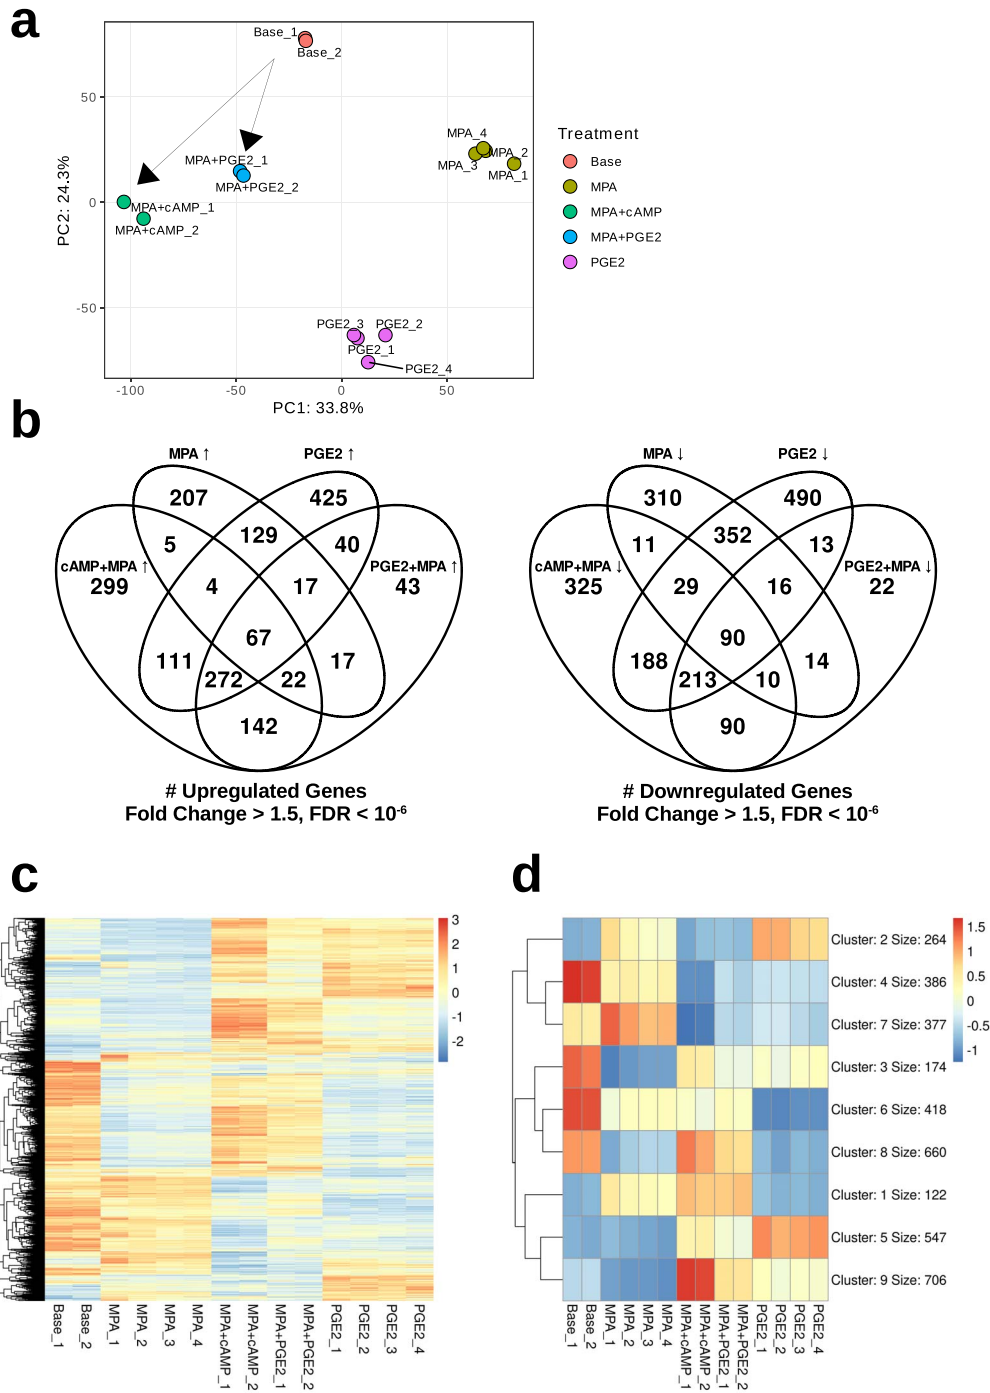 a
Base_1
Base_2
MPA_4
MPA_2
MPA_3
MPA_1
MPA+PGE2_1
MPA+PGE2_2
MPA+cAMP_1
MPA+cAMP_2
PGE2_3
PGE2_2
PGE2_1
PGE2_4
50
0
-50
-100
-50
0
50
PC2: 24.3%
PC1: 33.8%
Treatment
Base
MPA
MPA+cAMP
MPA+PGE2
PGE2
b
MPA ↑
PGE2 ↑
207
425
5
129
40
cAMP+MPA ↑
PGE2+MPA ↑
299
4
17
43
67
111
17
272
22
142
# Upregulated Genes
Fold Change > 1.5, FDR < 10-6
MPA ↓
PGE2 ↓
310
490
11
352
13
cAMP+MPA ↓
PGE2+MPA ↓
325
29
16
22
90
188
14
213
10
90
# Downregulated Genes
Fold Change > 1.5, FDR < 10-6
c
3
2
1
0
-1
-2
Base_1
Base_2
MPA_1
MPA_2
MPA_3
MPA_4
MPA+cAMP_1
MPA+cAMP_2
MPA+PGE2_1
MPA+PGE2_2
PGE2_1
PGE2_2
PGE2_3
PGE2_4
d
Cluster: 2 Size: 264
Cluster: 4 Size: 386
Cluster: 7 Size: 377
Cluster: 3 Size: 174
Cluster: 6 Size: 418
Cluster: 8 Size: 660
Cluster: 1 Size: 122
Cluster: 5 Size: 547
Cluster: 9 Size: 706
1.5
1
0.5
0
-0.5
-1
Base_1
Base_2
MPA_1
MPA_2
MPA_3
MPA_4
MPA+cAMP_1
MPA+cAMP_2
MPA+PGE2_1
MPA+PGE2_2
PGE2_1
PGE2_2
PGE2_3
PGE2_4